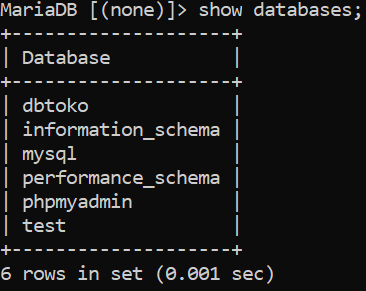 MariaDB [(none)]> show databases;
+--------------------+
| Database           |
+--------------------+
| dbtoko             |
| information_schema |
| mysql              |
| performance_schema |
| phpmyadmin         |
| test               |
+--------------------+
6 rows in set (0.001 sec)